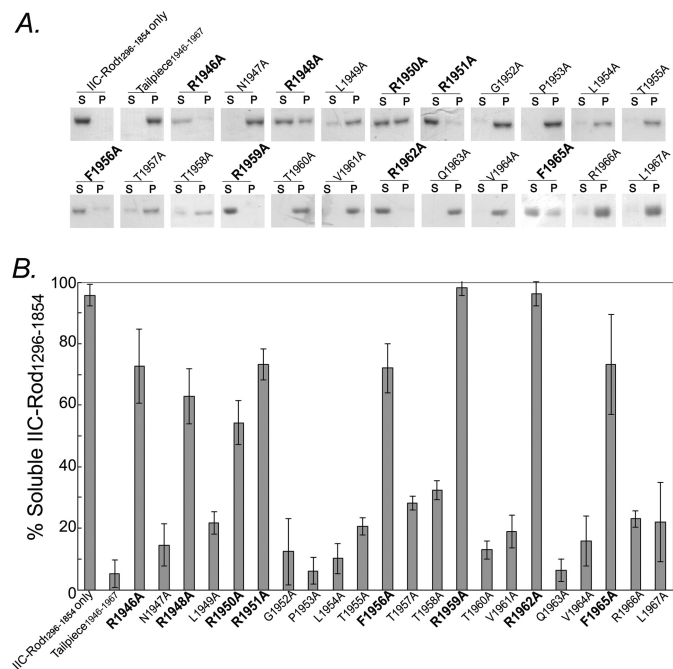 A.
IIC-Rod1296-1854 only Tailpiece1946-1967 R1946A N1947A R1948A L1949A R1950A R1951A G1952A P1953A L1954A T1955A
S P S P S P S P S P S P S P S P S P S P S P S P
F1956A T1957A T1958A R1959A T1960A V1961A R1962A Q1963A V1964A F1965A R1966A L1967A
S P S P S P S P S P S P S P S P S P S P S P S P
B.
% Soluble IIC-Rod1296-1854
100
80
60
40
20
0
IIC-Rod1296-1854 only Tailpiece1946-1967 R1946A N1947A R1948A L1949A R1950A R1951A G1952A P1953A L1954A T1955A F1956A T1957A T1958A R1959A T1960A V1961A R1962A Q1963A V1964A F1965A R1966A L1967A